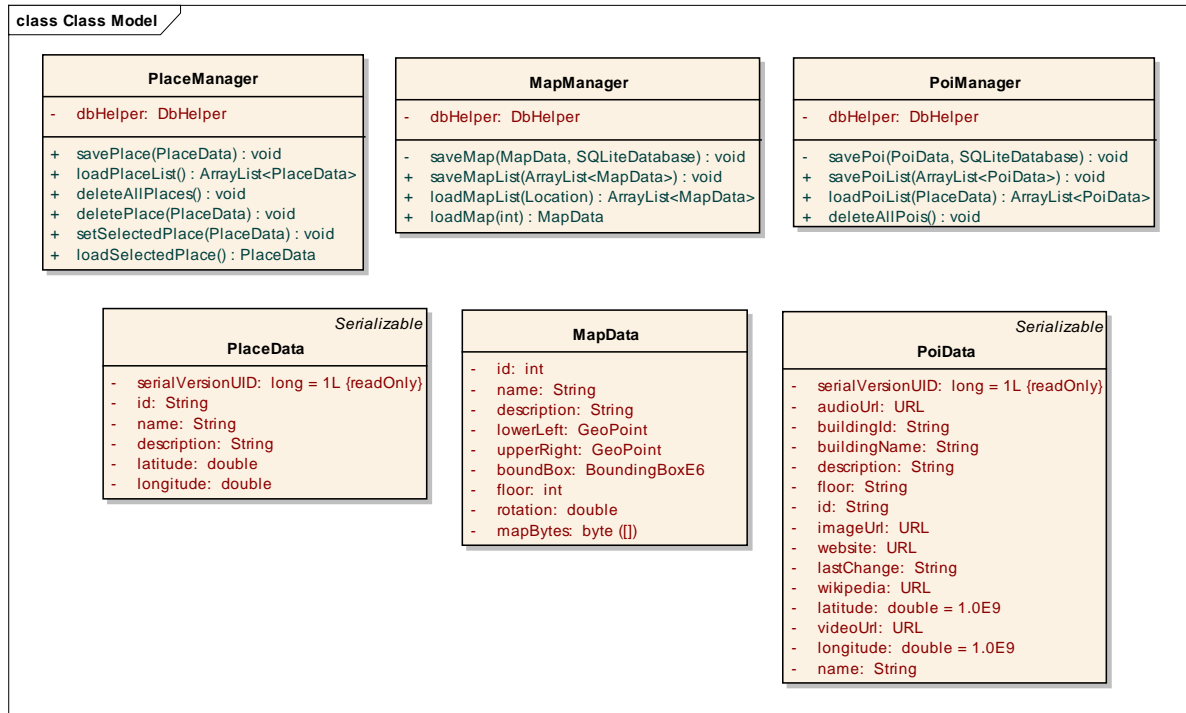 class Class Model
PlaceManager
- dbHelper: DbHelper
+ savePlace(PlaceData) : void
+ loadPlaceList() : ArrayList<PlaceData>
+ deleteAllPlaces() : void
+ deletePlace(PlaceData) : void
+ setSelectedPlace(PlaceData) : void
+ loadSelectedPlace() : PlaceData
MapManager
- dbHelper: DbHelper
- saveMap(MapData, SQLiteDatabase) : void
+ saveMapList(ArrayList<MapData>) : void
+ loadMapList(Location) : ArrayList<MapData>
+ loadMap(int) : MapData
PoiManager
- dbHelper: DbHelper
- savePoi(PoiData, SQLiteDatabase) : void
+ savePoiList(ArrayList<PoiData>) : void
+ loadPoiList(PlaceData) : ArrayList<PoiData>
+ deleteAllPois() : void
Serializable
PlaceData
- serialVersionUID: long = 1L {readOnly}
- id: String
- name: String
- description: String
- latitude: double
- longitude: double
MapData
- id: int
- name: String
- description: String
- lowerLeft: GeoPoint
- upperRight: GeoPoint
- boundBox: BoundingBoxE6
- floor: int
- rotation: double
- mapBytes: byte ([])
Serializable
PoiData
- serialVersionUID: long = 1L {readOnly}
- audioUrl: URL
- buildingId: String
- buildingName: String
- description: String
- floor: String
- id: String
- imageUrl: URL
- website: URL
- lastChange: String
- wikipedia: URL
- latitude: double = 1.0E9
- videoUrl: URL
- longitude: double = 1.0E9
- name: String